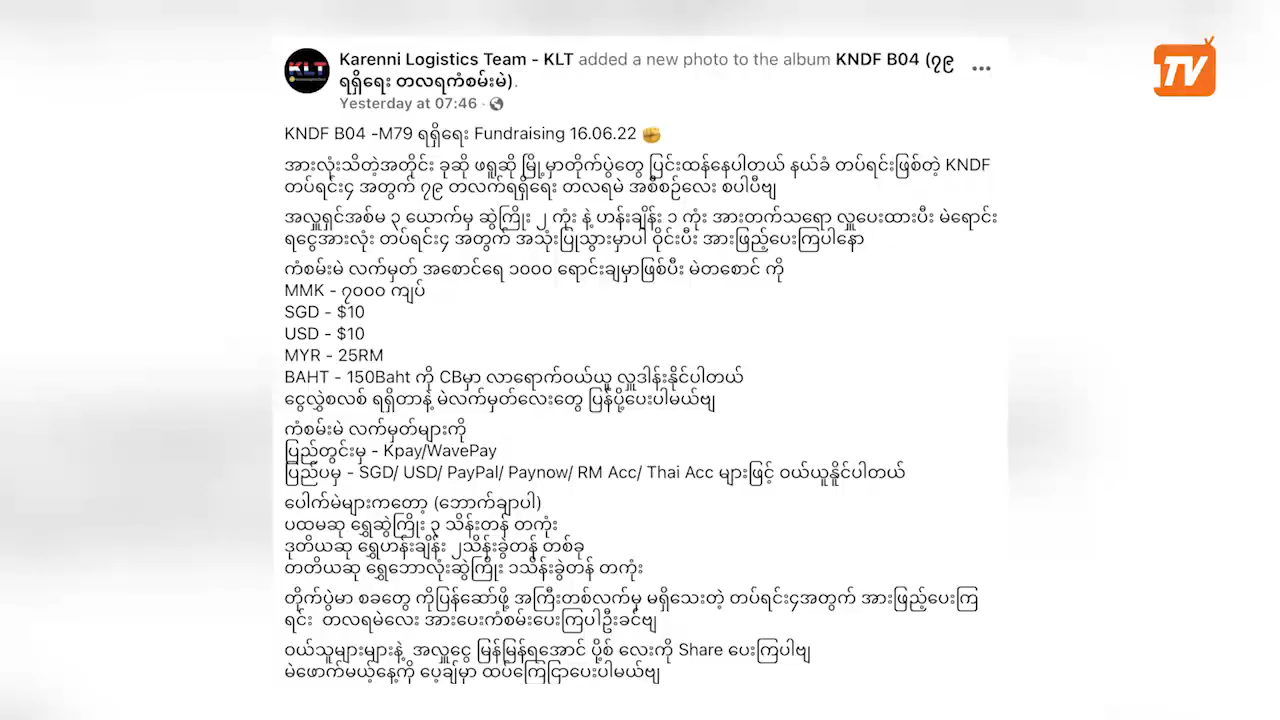 Karenni Logistics Team - KLT added a new photo to the album KNDF B04 (၇၉
ရရှိရေး တလရကံစမ်းမဲ).
Yesterday at 07:46
KLT
TV
KNDF B04 -M79 ရရှိရေး Fundraising 16.06.22 ✊
အားလုံးသိတဲ့အတိုင်း ခုဆို ဖရူဆို မြို့မှာတိုက်ပွဲတွေ ပြင်းထန်နေပါတယ် နယ်ခံ တပ်ရင်းဖြစ်တဲ့ KNDF
တပ်ရင်း၄ အတွက် ၇၉ တလက်ရရှိရေး တလရမဲ အစီစဉ်လေး စပါပီဗျ
အလှူရှင်အစ်မ ၃ ယောက်မှ ဆွဲကြိုး ၂ ကုံး နဲ့ ဟန်းချိန်း ၁ ကုံး အားတက်သရော လှူပေးထားပီး မဲရောင်း
ရငွေအားလုံး တပ်ရင်း၄ အတွက် အသုံးပြုသွားမှာပါ ဝိုင်းပီး အားဖြည့်ပေးကြပါနော
ကံစမ်းမဲ လက်မှတ် အစောင်ရေ ၁၀၀၀ ရောင်းချမှာဖြစ်ပီး မဲတစောင် ကို
MMK - ၇၀၀၀ ကျပ်
SGD - $10
USD - $10
MYR - 25RM
BAHT - 150Baht ကို CBမှာ လာရောက်ဝယ်ယူ လှူဒါန်းနိုင်ပါတယ်
ငွေလွှဲစလစ် ရရှိတာနဲ့ မဲလက်မှတ်လေးတွေ ပြန်ပို့ပေးပါမယ်ဗျ
ကံစမ်းမဲ လက်မှတ်များကို
ပြည်တွင်းမှ - Kpay/WavePay
ပြည်ပမှ - SGD/ USD/ PayPal/ Paynow/ RM Acc/ Thai Acc များဖြင့် ဝယ်ယူနိူင်ပါတယ်
ပေါက်မဲများကတော့ (ဘောက်ချာပါ)
ပထမဆု ရွှေဆွဲကြိုး ၃ သိန်းတန် တကုံး
ဒုတိယဆု ရွှေဟန်းချိန်း ၂သိန်းခွဲတန် တစ်ခု
တတိယဆု ရွှေဘောလုံးဆွဲကြိုး ၁သိန်းခွဲတန် တကုံး
တိုက်ပွဲမာ စခတွေ ကိုပြန်ဆော်ဖို့ အကြီးတစ်လက်မှ မရှိသေးတဲ့ တပ်ရင်း၄အတွက် အားဖြည့်ပေးကြ
ရင်း တလရမဲလေး အားပေးကံစမ်းပေးကြပါဦးခင်ဗျ
ဝယ်သူများများနဲ့ အလှူငွေ မြန်မြန်ရအောင် ပို့စ် လေးကို Share ပေးကြပါဗျ
မဲဖောက်မယ့်နေ့ကို ပေ့ချ်မှာ ထပ်ကြေငြာပေးပါမယ်ဗျ